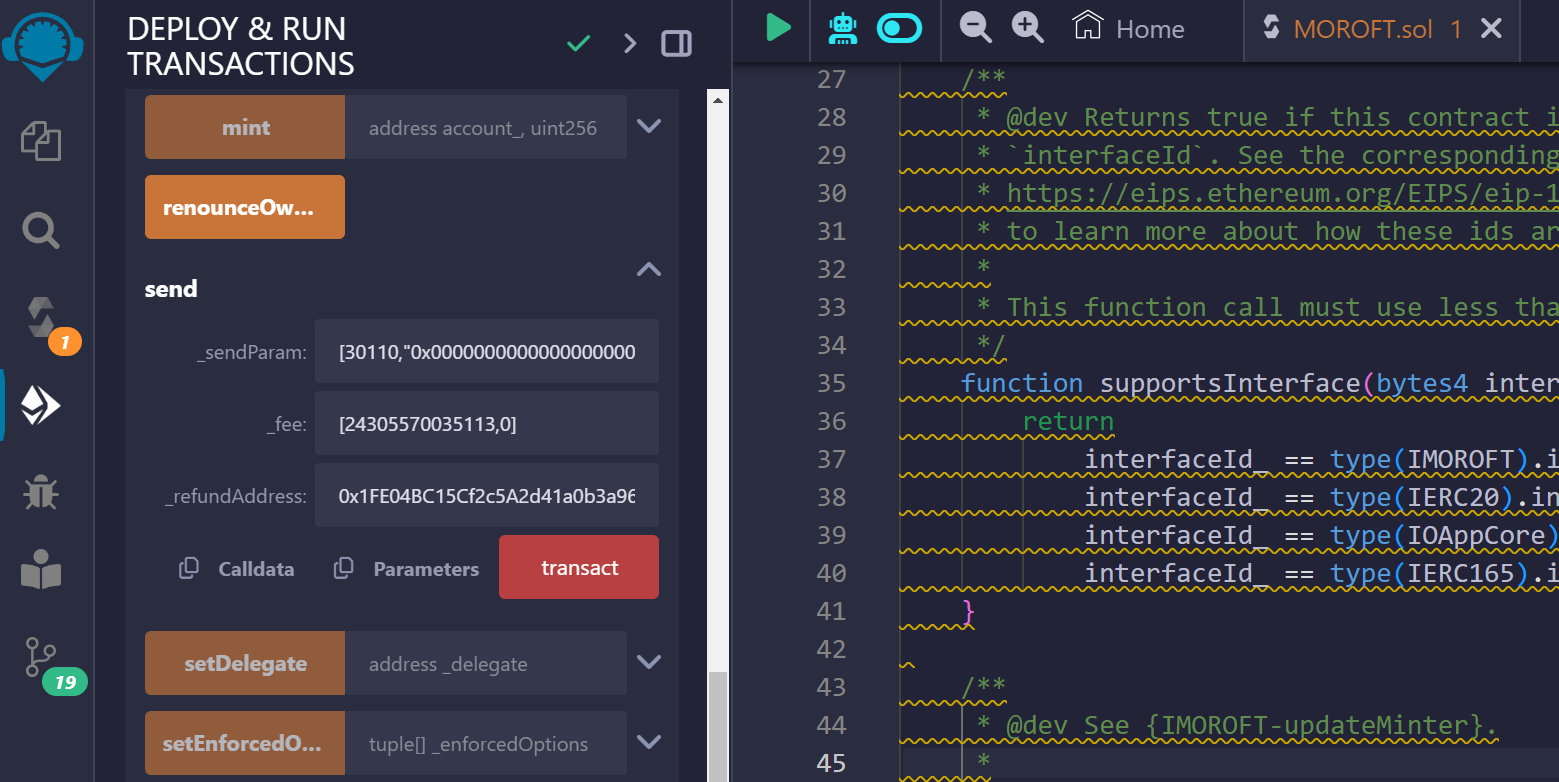 DEPLOY & RUN
TRANSACTIONS
mint
address account_, uint256
renounceOw...
send
_sendParam:
[30110,"0x0000000000000000000
_fee:
[24305570035113,0]
_refundAddress:
0x1FE04BC15Cf2c5A2d41a0b3a96
Calldata
Parameters
transact
setDelegate
address _delegate
setEnforcedO...
tuple[] _enforcedOptions
1
19
Home
MOROFT.sol 1
27 /**
28 * @dev Returns true if this contract i
29 * `interfaceId`. See the corresponding
30 * https://eips.ethereum.org/EIPS/eip-1
31 * to learn more about how these ids ar
32 *
33 * This function call must use less tha
34 */
35 function supportsInterface(bytes4 inter
36 return
37 interfaceId_ == type(IMOROFT).i
38 interfaceId_ == type(IERC20).in
39 interfaceId_ == type(IOAppCore)
40 interfaceId_ == type(IERC165).i
41 }
42
43 /**
44 * @dev See {IMOROFT-updateMinter}.
45 *